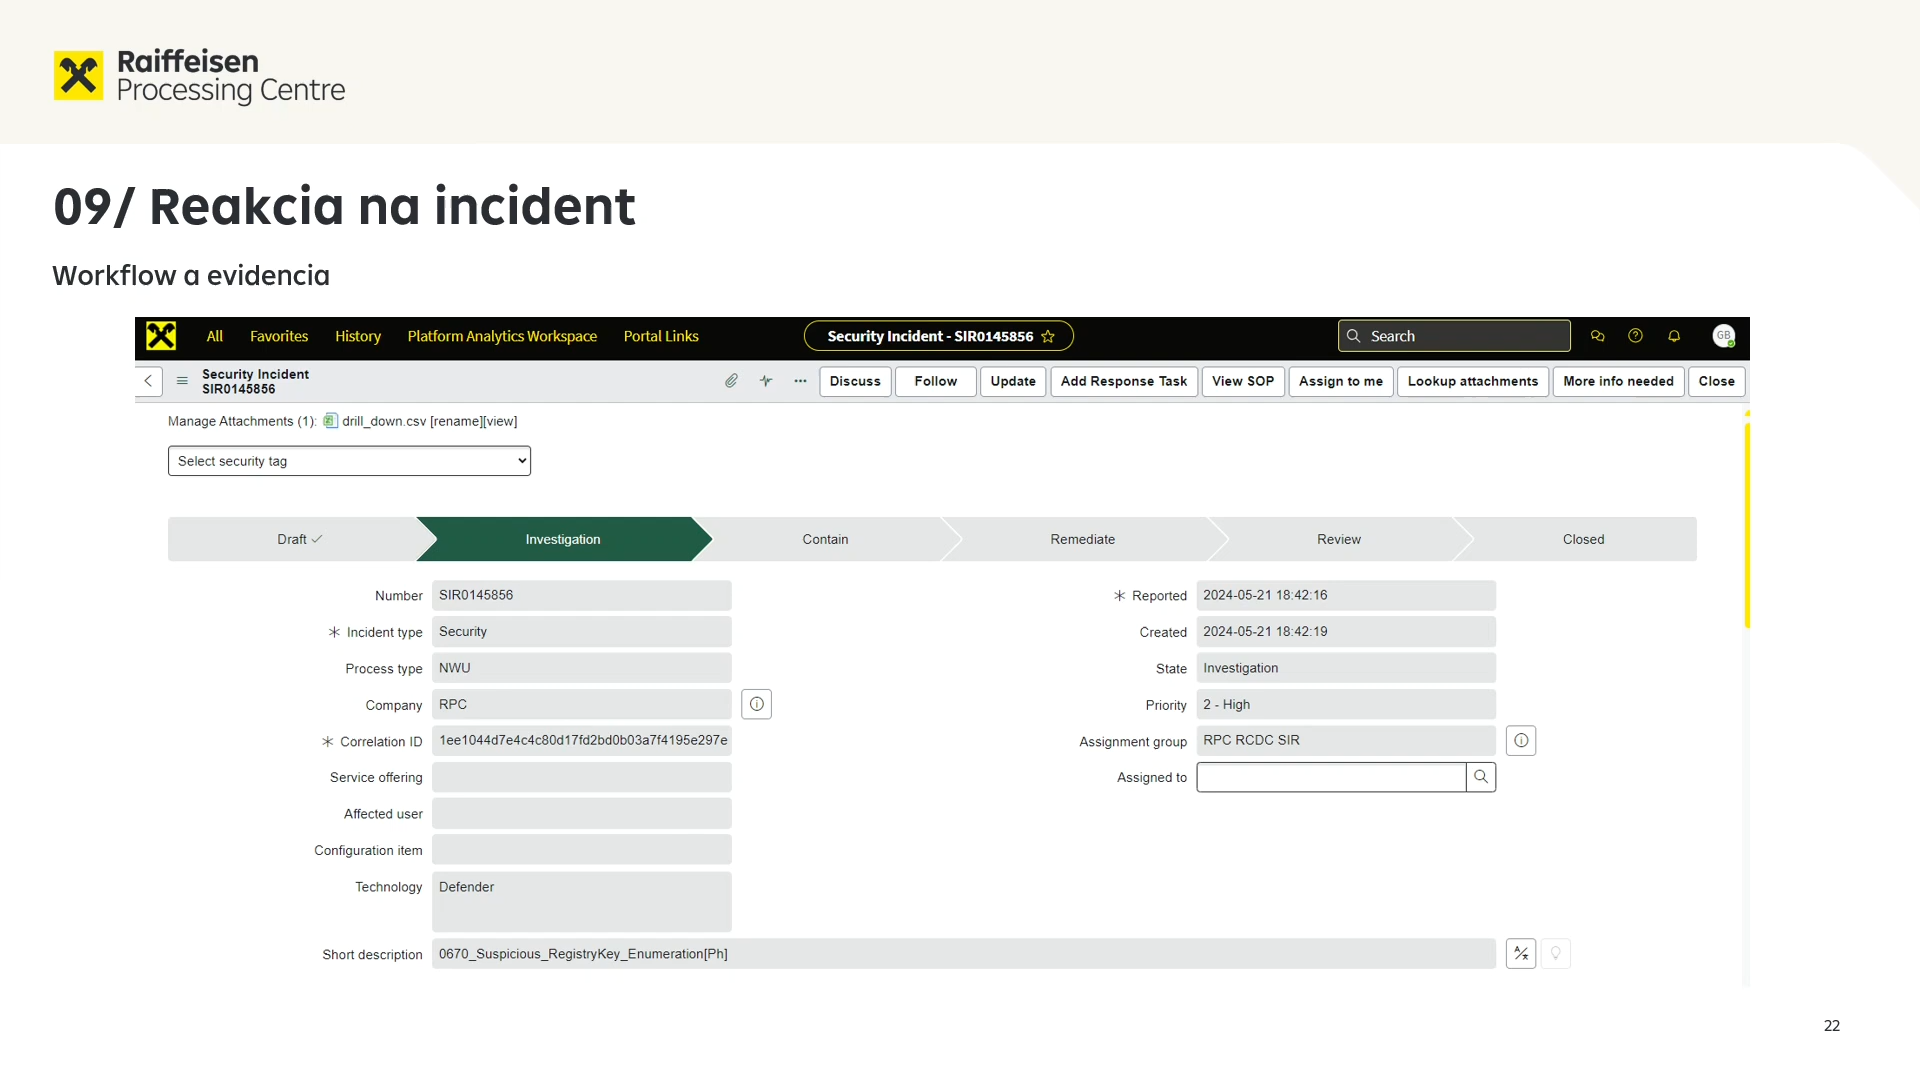 Raiffeisen
Processing Centre
09/ Reakcia na incident
Workflow a evidencia
All Favorites History Platform Analytics Workspace Portal Links Security Incident - SIR0145856 Search GB
Security Incident
SIR0145856
Discuss Follow Update Add Response Task View SOP Assign to me Lookup attachments More info needed Close
Manage Attachments (1): drill_down.csv [rename][view]
Select security tag
Draft Investigation Contain Remediate Review Closed
Number SIR0145856
Incident type Security
Process type NWU
Company RPC
Correlation ID 1ee1044d7e4c4c80d17fd2bd0b03a7f4195e297e
Service offering
Affected user
Configuration item
Technology Defender
Reported 2024-05-21 18:42:16
Created 2024-05-21 18:42:19
State Investigation
Priority 2 - High
Assignment group RPC RCDC SIR
Assigned to
Short description 0670_Suspicious_RegistryKey_Enumeration[Ph]
22